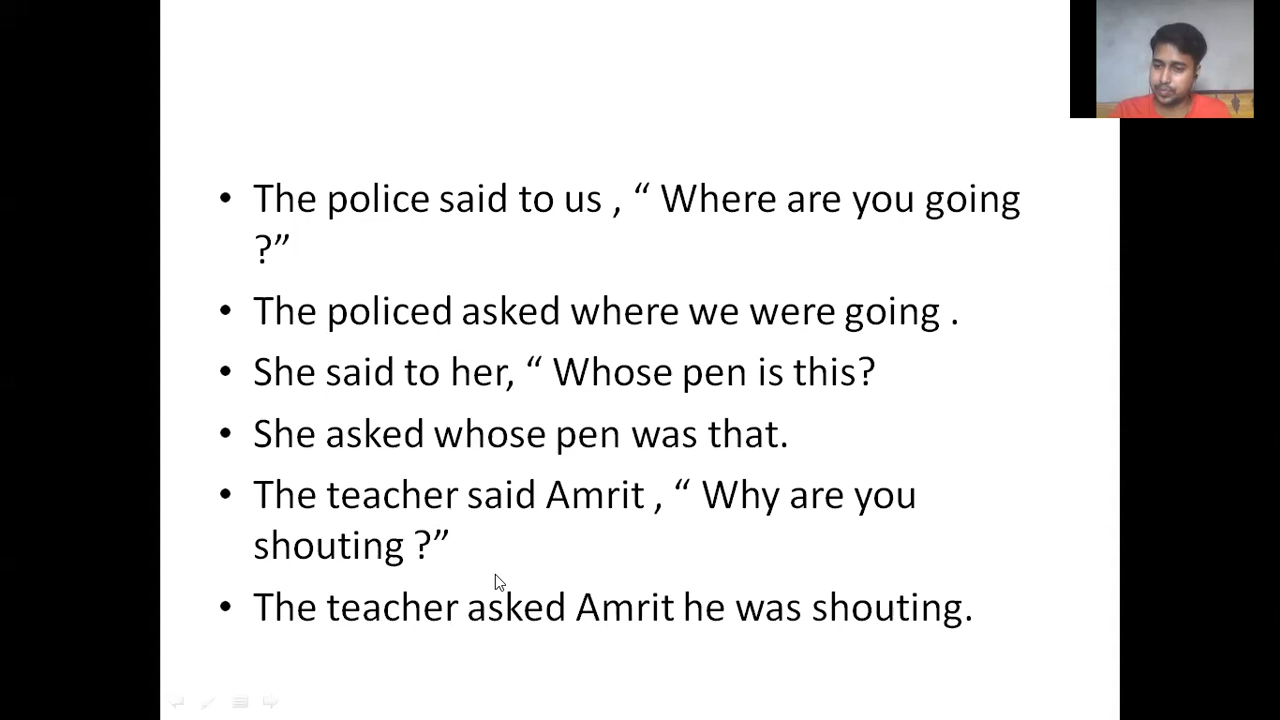 • The police said to us , “ Where are you going
?”
• The policed asked where we were going .
• She said to her, “ Whose pen is this?
• She asked whose pen was that.
• The teacher said Amrit , “ Why are you
shouting ?”
• The teacher asked Amrit he was shouting.